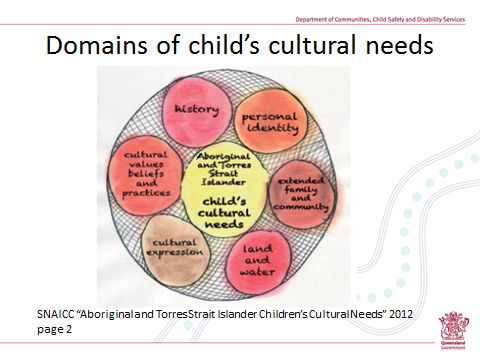 Department of Communities, Child Safety and Disability Services
Domains of child's cultural needs
history
personal
identity
cultural
values
beliefs
and
practices
Aboriginal
and Torres
Strait
Islander
child's
cultural
needs
extended
family
and
community
cultural
expression
land
and
water
SNAICC "Aboriginal and Torres Strait Islander Children's Cultural Needs" 2012
page 2
Queensland
Government